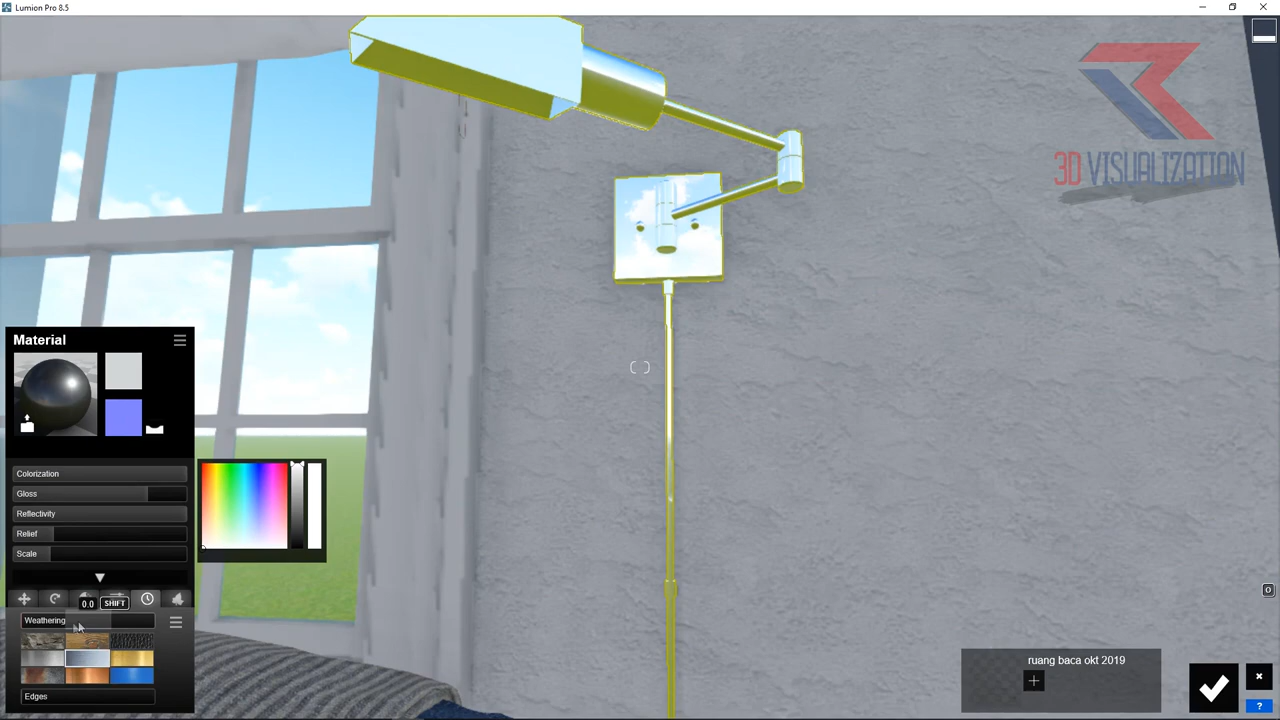 Lumion Pro 8.5
3D VISUALIZATION
Material
Colorization
Gloss
Reflectivity
Relief
Scale
0.0 SHIFT
Weathering
Edges
ruang baca okt 2019
?